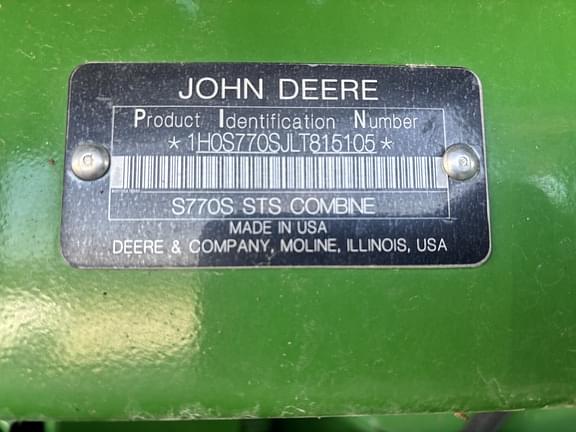 JOHN DEERE
Product Identification Number
*1H0S770SJLT815105*
S770S STS COMBINE
MADE IN USA
DEERE & COMPANY, MOLINE, ILLINOIS, USA